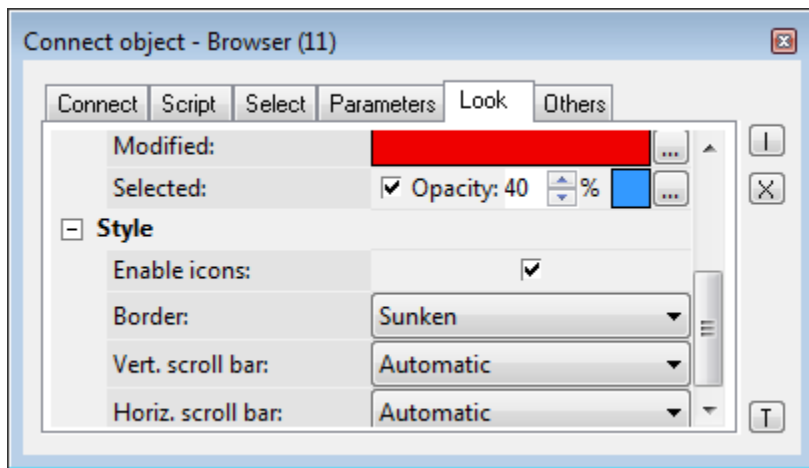 Connect object - Browser (11)
Connect Script Select Parameters Look Others
Modified: ...
I
Selected: Opacity: 40 % ...
X
Style
Enable icons:
Border: Sunken
Vert. scroll bar: Automatic
Horiz. scroll bar: Automatic
T